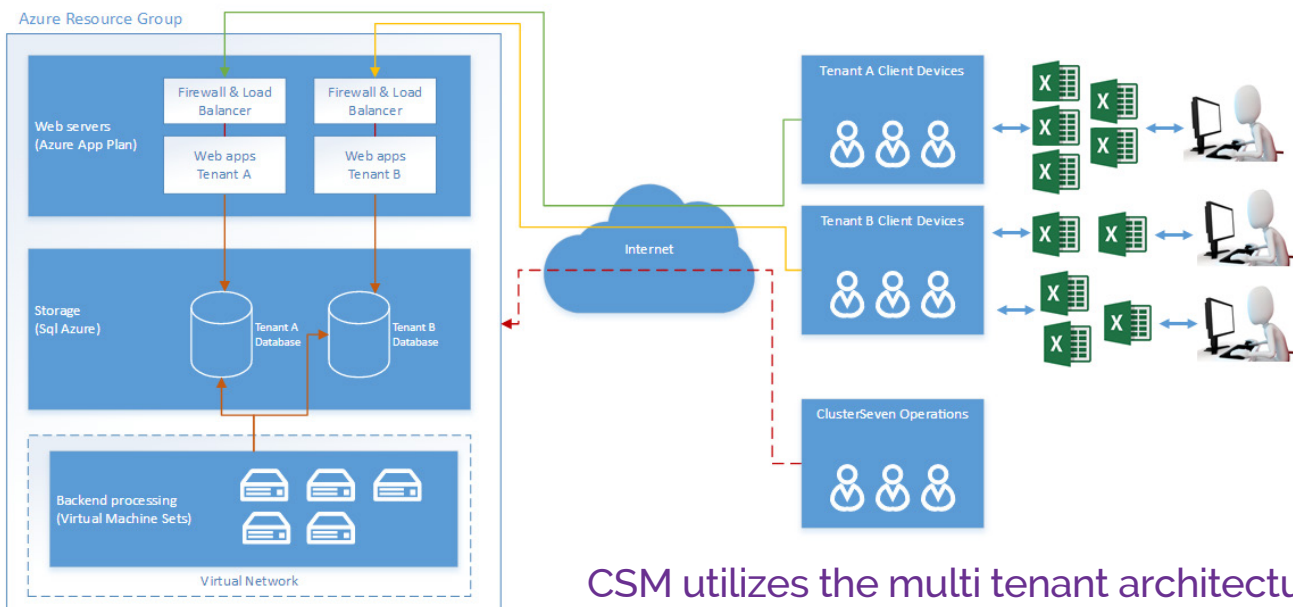 Azure Resource Group
Firewall & Load
Balancer
Firewall & Load
Balancer
Web servers
(Azure App Plan)
Web apps
Tenant A
Web apps
Tenant B
Storage
(Sql Azure)
Tenant A
Database
Tenant B
Database
Backend processing
(Virtual Machine Sets)
Virtual Network
Internet
Tenant A Client Devices
Tenant B Client Devices
ClusterSeven Operations
CSM utilizes the multi tenant